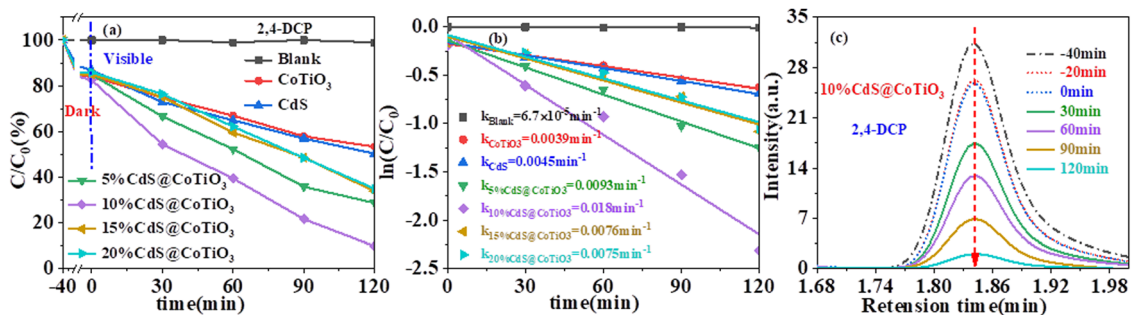 (a)
2,4-DCP
Visible
Dark
Blank
CoTiO3
CdS
5%CdS@CoTiO3
10%CdS@CoTiO3
15%CdS@CoTiO3
20%CdS@CoTiO3
C/C0(%)
100
80
60
40
20
0
-40 0 30 60 90 120
time(min)
(b)
ln(C/C0)
0.0
-0.5
-1.0
-1.5
-2.0
-2.5
kBlank=6.7×10-5min-1
kCoTiO3=0.0039min-1
kCdS=0.0045min-1
k5%CdS@CoTiO3=0.0093min-1
k10%CdS@CoTiO3=0.018min-1
k15%CdS@CoTiO3=0.0076min-1
k20%CdS@CoTiO3=0.0075min-1
0 30 60 90 120
time(min)
(c)
Intensity(a.u.)
35
28
21
14
7
0
10%CdS@CoTiO3
2,4-DCP
-40min
-20min
0min
30min
60min
90min
120min
1.68 1.74 1.80 1.86 1.92 1.98
Retension time(min)